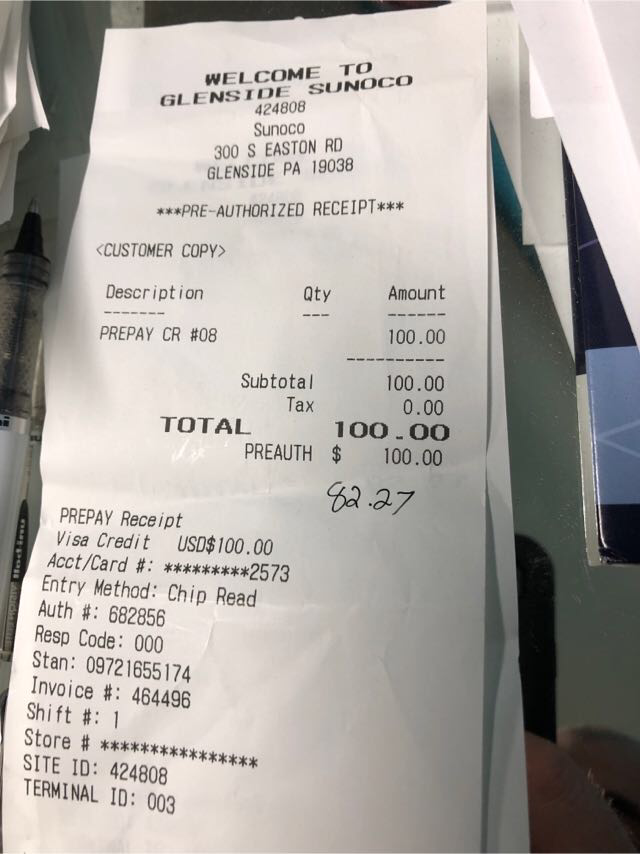 WELCOME TO
GLENSIDE SUNOCO
424808
Sunoco
300 S EASTON RD
GLENSIDE PA 19038
***PRE-AUTHORIZED RECEIPT***
<CUSTOMER COPY>
Description Qty Amount
------- --- ------
PREPAY CR #08 100.00
----------
Subtotal 100.00
Tax 0.00
TOTAL 100.00
PREAUTH $ 100.00
82.27
PREPAY Receipt
Visa Credit USD$100.00
Acct/Card #: *********2573
Entry Method: Chip Read
Auth #: 682856
Resp Code: 000
Stan: 09721655174
Invoice #: 464496
Shift #: 1
Store # ****************
SITE ID: 424808
TERMINAL ID: 003